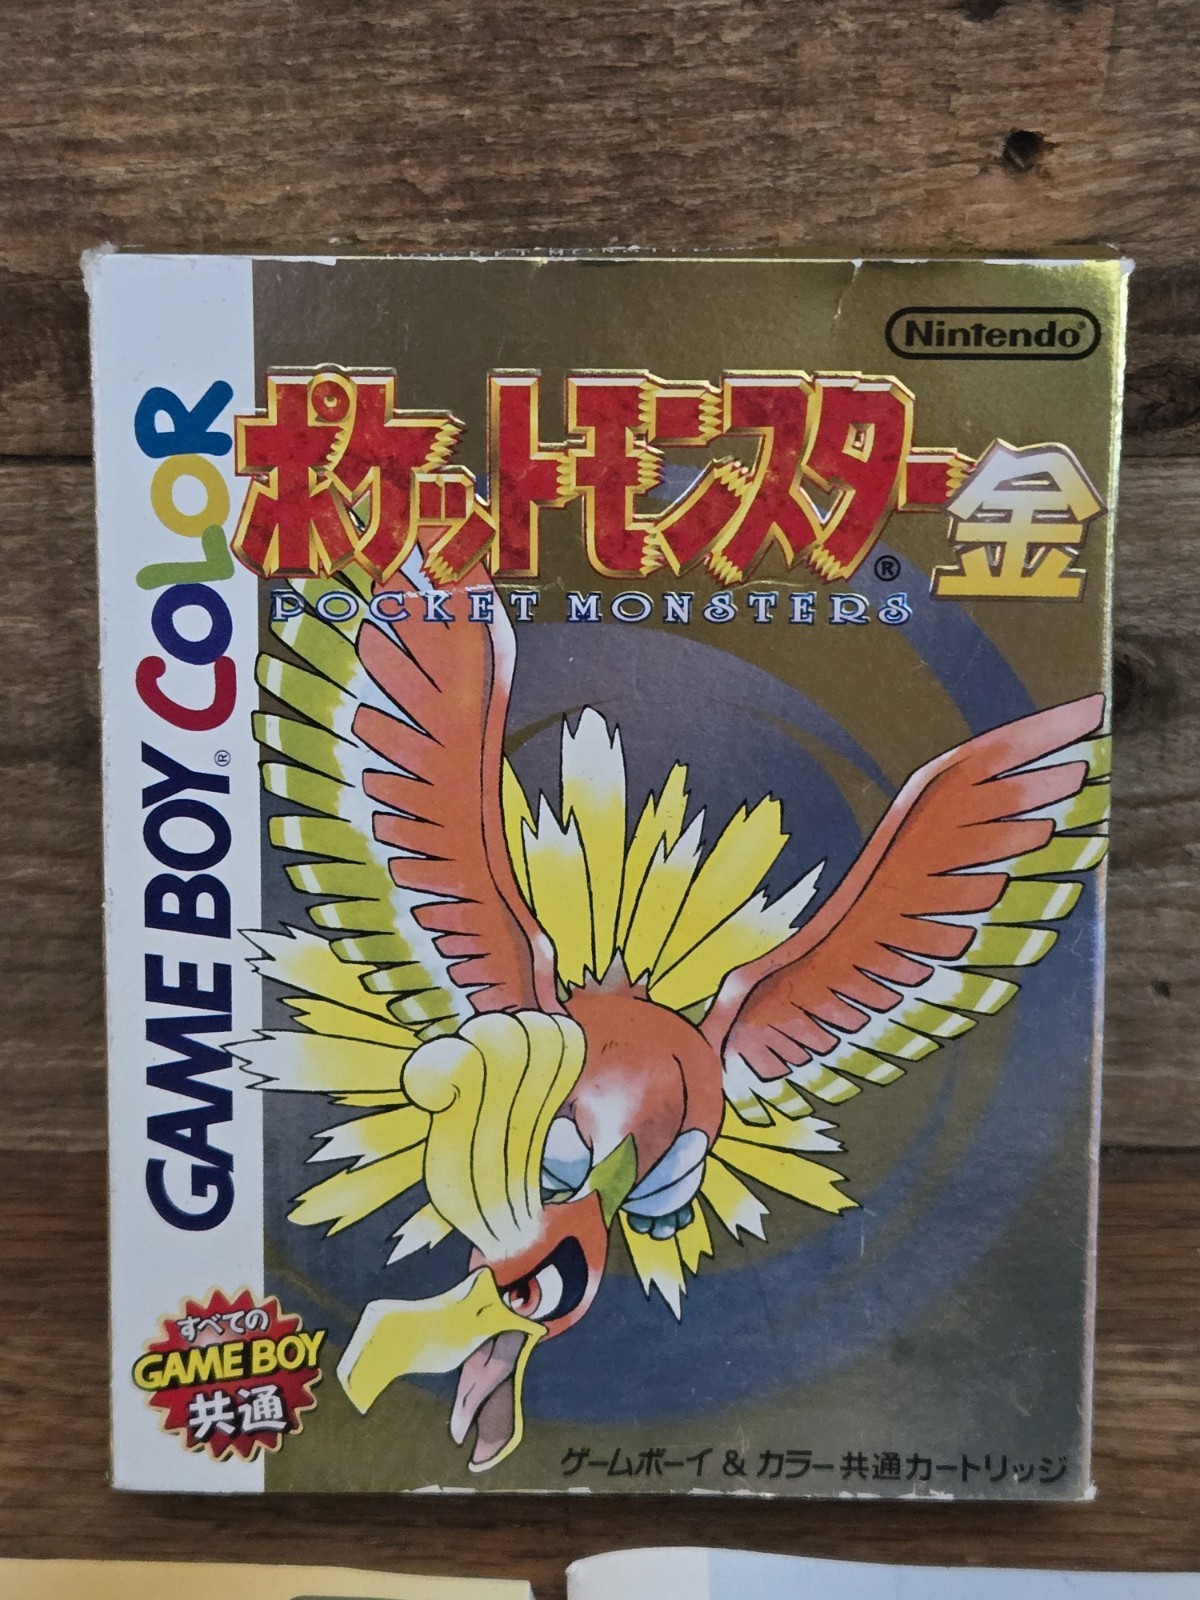 Nintendo®
ポケットモンスター金
®
POCKET MONSTERS
GAME BOY® COLOR
すべての
GAME BOY
共通
ゲームボーイ & カラー共通カートリッジ